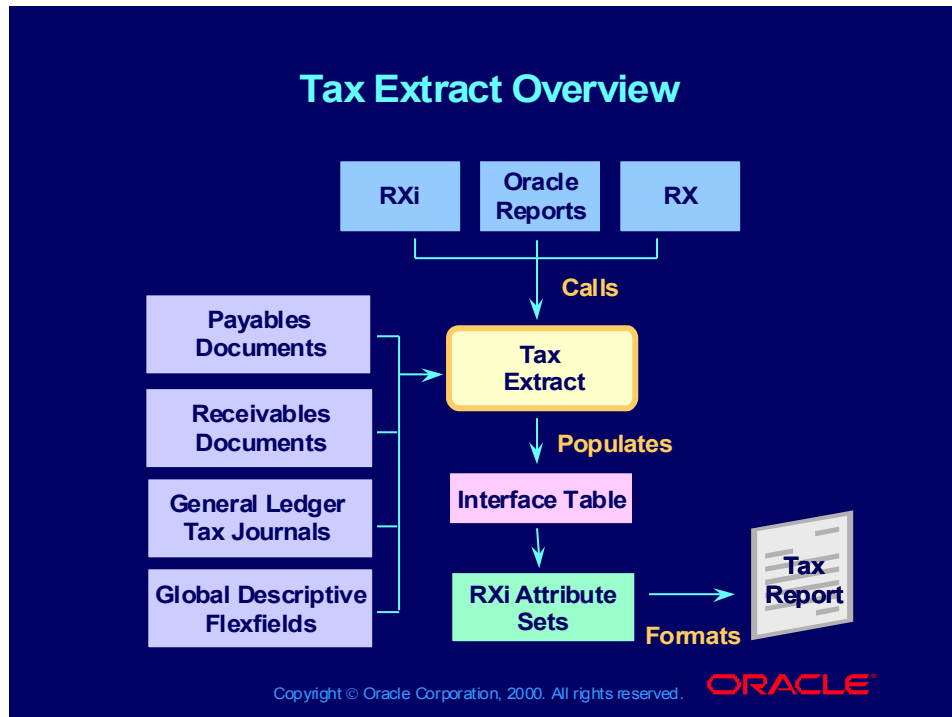 Tax Extract Overview
RXi
Oracle
Reports
RX
Calls
Payables
Documents
Tax
Extract
Receivables
Documents
Populates
General Ledger
Tax Journals
Interface Table
Global Descriptive
Flexfields
RXi Attribute
Sets
Formats
Tax
Report
Copyright © Oracle Corporation, 2000. All rights reserved.
ORACLE®